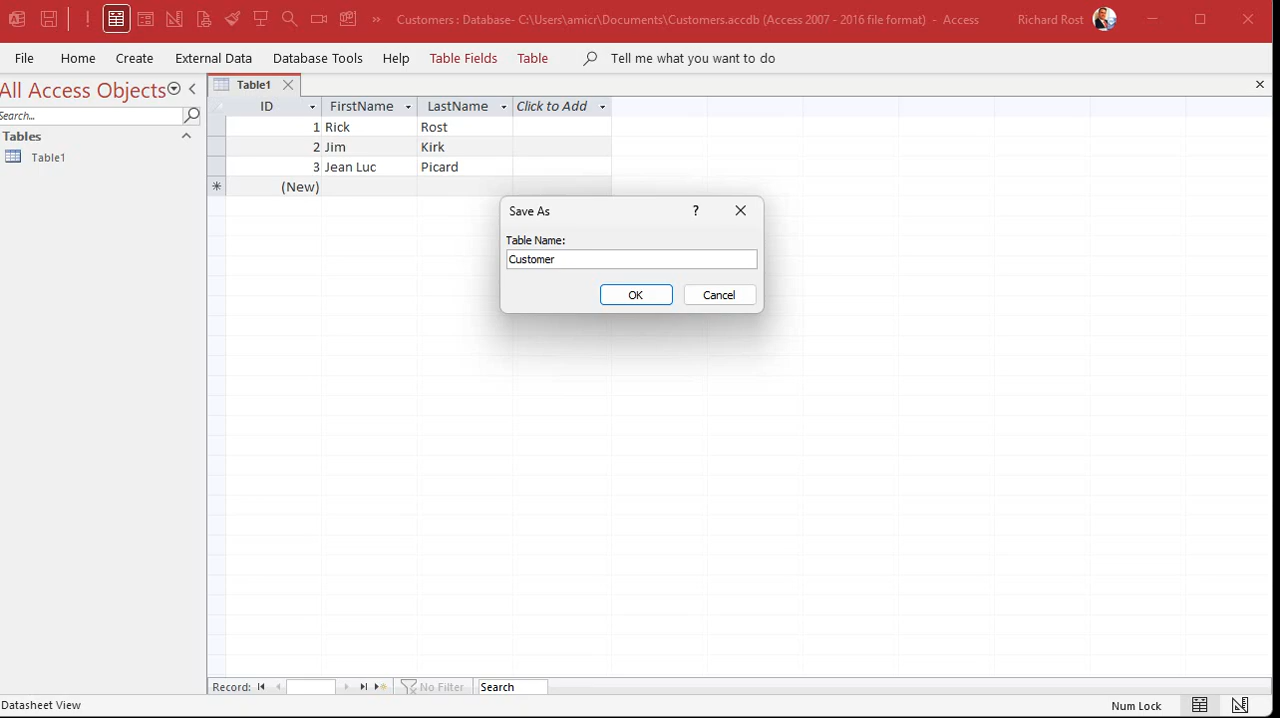 Customers : Database- C:\Users\amicr\Documents\Customers.accdb (Access 2007 - 2016 file format) - Access
Richard Rost
File Home Create External Data Database Tools Help Table Fields Table Tell me what you want to do
All Access Objects
Search...
Tables
Table1
Table1
ID FirstName LastName Click to Add
1 Rick Rost
2 Jim Kirk
3 Jean Luc Picard
(New)
Save As
Table Name:
Customer
OK Cancel
Record: No Filter Search
Datasheet View Num Lock